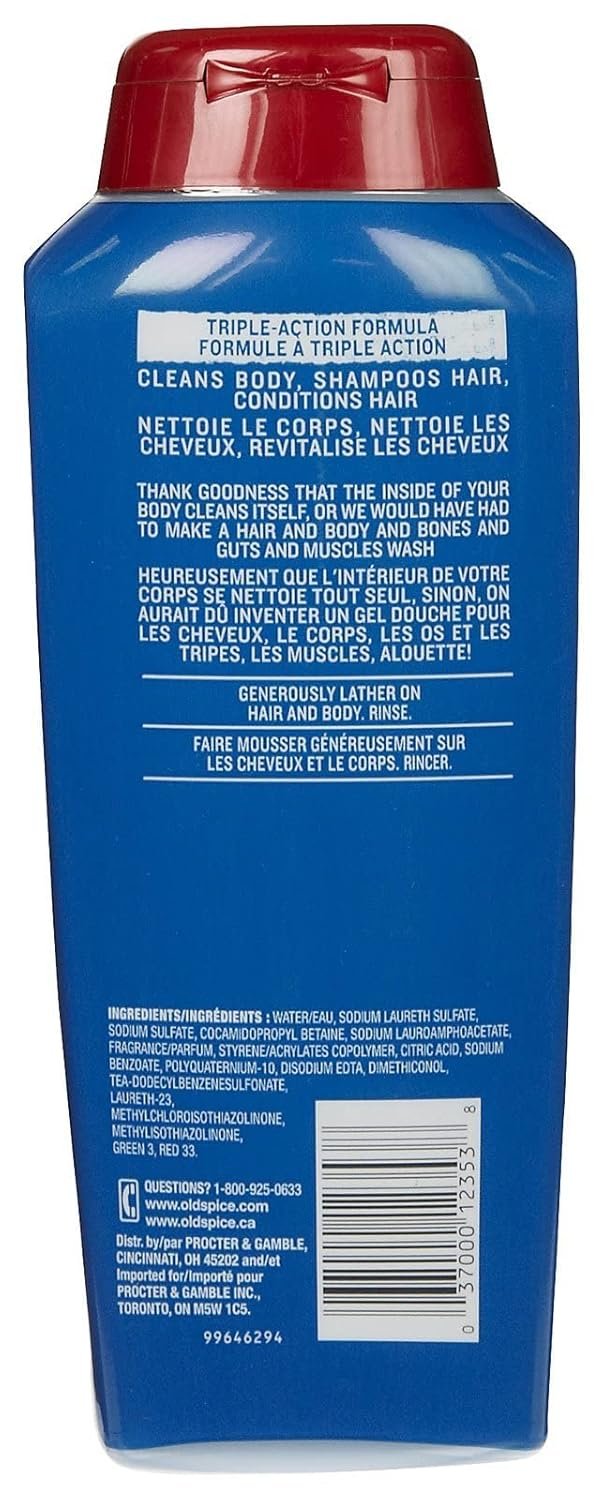 TRIPLE-ACTION FORMULA
FORMULE À TRIPLE ACTION
CLEANS BODY, SHAMPOOS HAIR,
CONDITIONS HAIR
NETTOIE LE CORPS, NETTOIE LES
CHEVEUX, REVITALISE LES CHEVEUX
THANK GOODNESS THAT THE INSIDE OF YOUR
BODY CLEANS ITSELF, OR WE WOULD HAVE HAD
TO MAKE A HAIR AND BODY AND BONES AND
GUTS AND MUSCLES WASH
HEUREUSEMENT QUE L'INTÉRIEUR DE VOTRE
CORPS SE NETTOIE TOUT SEUL, SINON, ON
AURAIT DÛ INVENTER UN GEL DOUCHE POUR
LES CHEVEUX, LE CORPS, LES OS ET LES
TRIPES, LES MUSCLES, ALOUETTE!
GENEROUSLY LATHER ON
HAIR AND BODY. RINSE.
FAIRE MOUSSER GÉNÉREUSEMENT SUR
LES CHEVEUX ET LE CORPS. RINCER.
INGREDIENTS/INGRÉDIENTS : WATER/EAU, SODIUM LAURETH SULFATE,
SODIUM SULFATE, COCAMIDOPROPYL BETAINE, SODIUM LAUROAMPHOACETATE,
FRAGRANCE/PARFUM, STYRENE/ACRYLATES COPOLYMER, CITRIC ACID, SODIUM
BENZOATE, POLYQUATERNIUM-10, DISODIUM EDTA, DIMETHICONOL,
TEA-DODECYLBENZENESULFONATE,
LAURETH-23,
METHYLCHLOROISOTHIAZOLINONE,
METHYLISOTHIAZOLINONE,
GREEN 3, RED 33.
QUESTIONS? 1-800-925-0633
www.oldspice.com
www.oldspice.ca
Distr. by/par PROCTER & GAMBLE,
CINCINNATI, OH 45202 and/et
Imported for/Importé pour
PROCTER & GAMBLE INC.,
TORONTO, ON M5W 1C5.
99646294
0 37000 12353 8